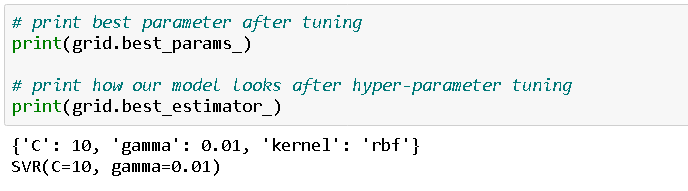 # print best parameter after tuning
print(grid.best_params_)
# print how our model looks after hyper-parameter tuning
print(grid.best_estimator_)
{'C': 10, 'gamma': 0.01, 'kernel': 'rbf'}
SVR(C=10, gamma=0.01)